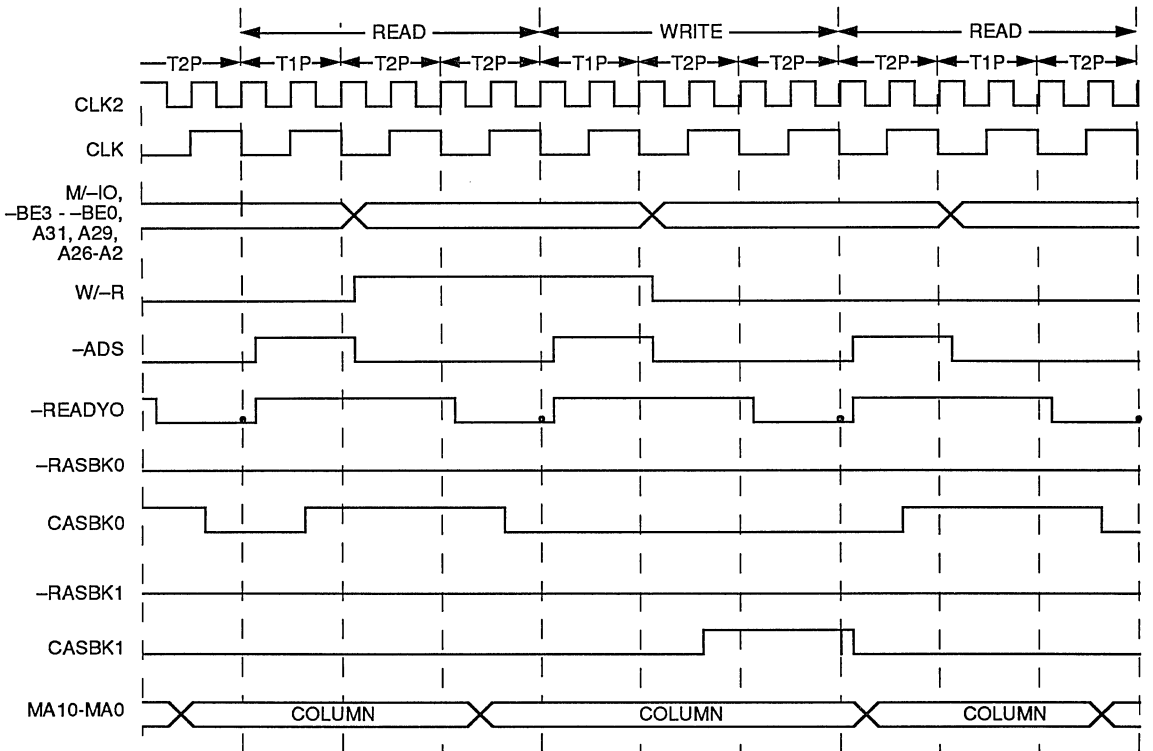 READ WRITE READ
T2P T1P T2P T2P T1P T2P T2P T2P T1P T2P
CLK2
CLK
M/–IO,
–BE3 - –BE0,
A31, A29,
A26-A2
W/–R
–ADS
–READYO
–RASBK0
CASBK0
–RASBK1
CASBK1
MA10-MA0 COLUMN COLUMN COLUMN